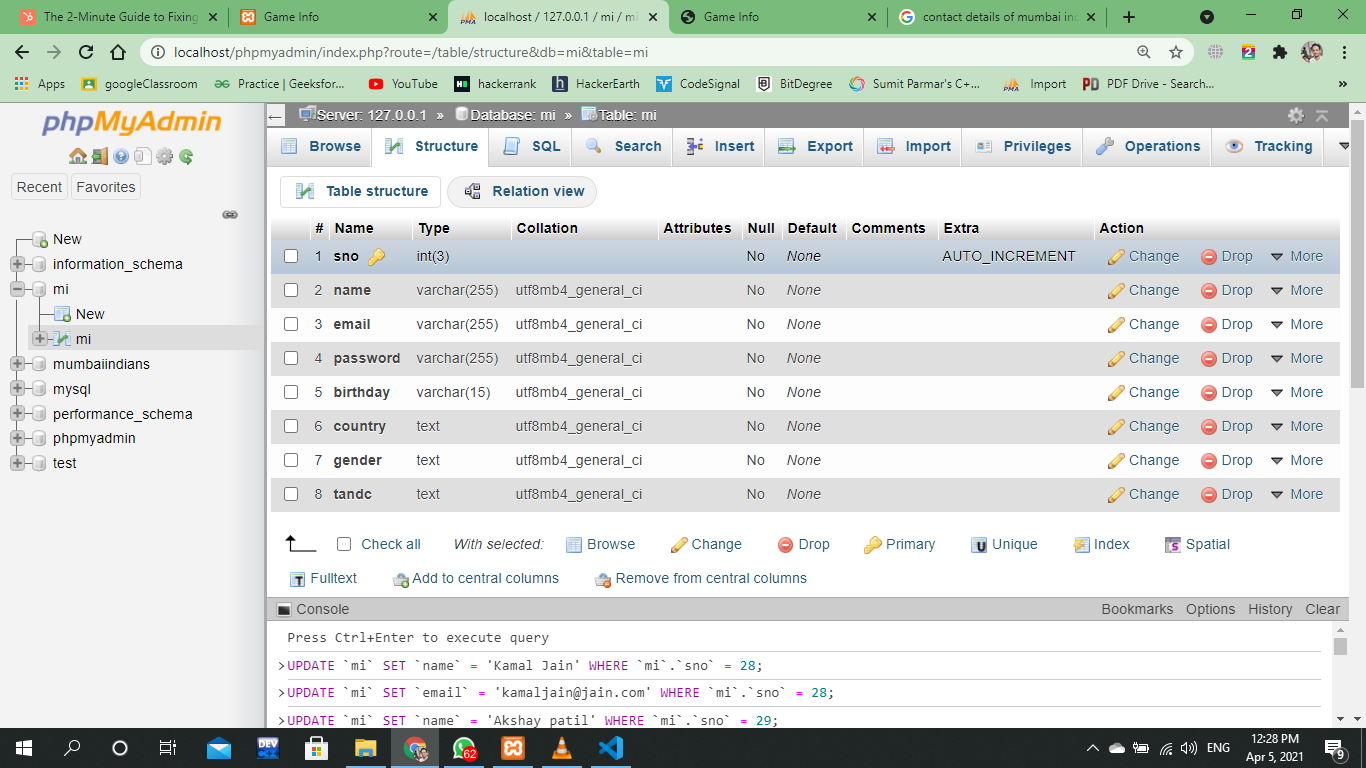 The 2-Minute Guide to Fixing
Game Info
localhost / 127.0.0.1 / mi / mi
Game Info
contact details of mumbai in
localhost/phpmyadmin/index.php?route=/table/structure&db=mi&table=mi
Apps googleClassroom Practice | Geeksfor... YouTube hackerrank HackerEarth CodeSignal BitDegree Sumit Parmar's C+... Import PDF Drive - Search... »
phpMyAdmin
Recent Favorites
New
information_schema
mi
New
mi
mumbaiindians
mysql
performance_schema
phpmyadmin
test
Server: 127.0.0.1 » Database: mi » Table: mi
Browse Structure SQL Search Insert Export Import Privileges Operations Tracking
Table structure Relation view
# Name Type Collation Attributes Null Default Comments Extra Action
1 sno int(3) No None AUTO_INCREMENT Change Drop More
2 name varchar(255) utf8mb4_general_ci No None Change Drop More
3 email varchar(255) utf8mb4_general_ci No None Change Drop More
4 password varchar(255) utf8mb4_general_ci No None Change Drop More
5 birthday varchar(15) utf8mb4_general_ci No None Change Drop More
6 country text utf8mb4_general_ci No None Change Drop More
7 gender text utf8mb4_general_ci No None Change Drop More
8 tandc text utf8mb4_general_ci No None Change Drop More
Check all With selected: Browse Change Drop Primary Unique Index Spatial
Fulltext Add to central columns Remove from central columns
Console Bookmarks Options History Clear
Press Ctrl+Enter to execute query
>UPDATE `mi` SET `name` = 'Kamal Jain' WHERE `mi`.`sno` = 28;
>UPDATE `mi` SET `email` = 'kamaljain@jain.com' WHERE `mi`.`sno` = 28;
>UPDATE `mi` SET `name` = 'Akshay patil' WHERE `mi`.`sno` = 29;
DEV
62
ENG
12:28 PM
Apr 5, 2021
9